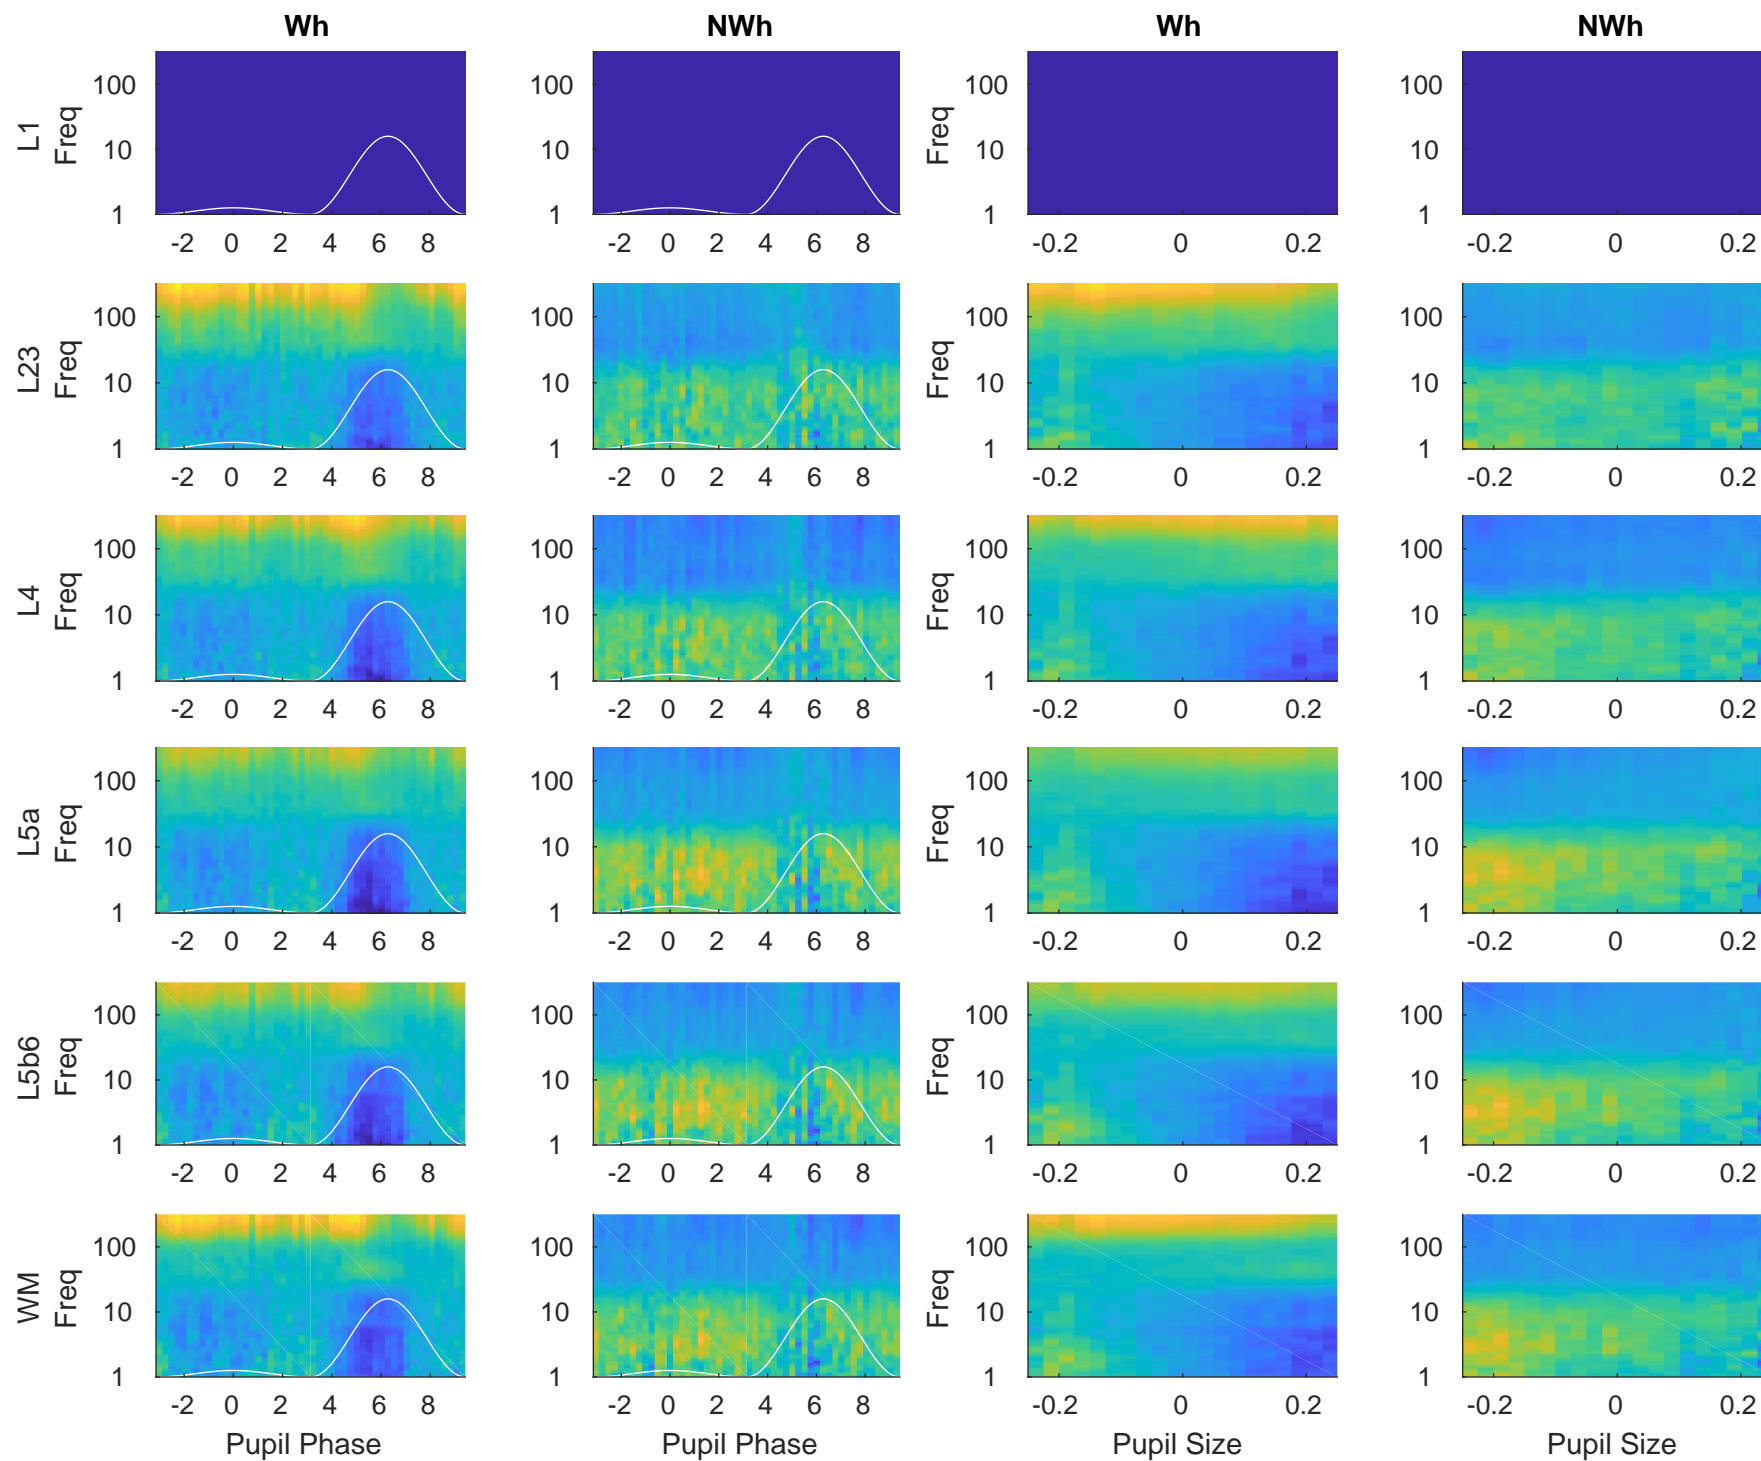 Wh NWh Wh NWh
L1 Freq 100 10 1 100 10 1 Freq 100 10 1 100 10 1
-2 0 2 4 6 8 -2 0 2 4 6 8 -0.2 0 0.2 -0.2 0 0.2
L23 Freq 100 10 1 100 10 1 Freq 100 10 1 100 10 1
-2 0 2 4 6 8 -2 0 2 4 6 8 -0.2 0 0.2 -0.2 0 0.2
L4 Freq 100 10 1 100 10 1 Freq 100 10 1 100 10 1
-2 0 2 4 6 8 -2 0 2 4 6 8 -0.2 0 0.2 -0.2 0 0.2
L5a Freq 100 10 1 100 10 1 Freq 100 10 1 100 10 1
-2 0 2 4 6 8 -2 0 2 4 6 8 -0.2 0 0.2 -0.2 0 0.2
L5b6 Freq 100 10 1 100 10 1 Freq 100 10 1 100 10 1
-2 0 2 4 6 8 -2 0 2 4 6 8 -0.2 0 0.2 -0.2 0 0.2
WM Freq 100 10 1 100 10 1 Freq 100 10 1 100 10 1
-2 0 2 4 6 8 -2 0 2 4 6 8 -0.2 0 0.2 -0.2 0 0.2
Pupil Phase Pupil Phase Pupil Size Pupil Size